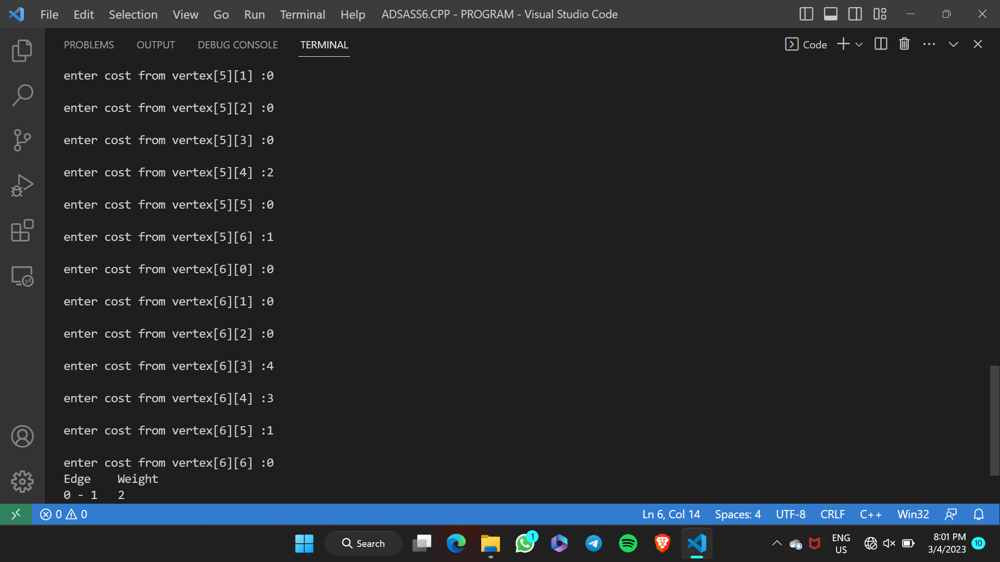 File Edit Selection View Go Run Terminal Help ADSASS6.CPP - PROGRAM - Visual Studio Code
PROBLEMS OUTPUT DEBUG CONSOLE TERMINAL Code
enter cost from vertex[5][1] :0
enter cost from vertex[5][2] :0
enter cost from vertex[5][3] :0
enter cost from vertex[5][4] :2
enter cost from vertex[5][5] :0
enter cost from vertex[5][6] :1
enter cost from vertex[6][0] :0
enter cost from vertex[6][1] :0
enter cost from vertex[6][2] :0
enter cost from vertex[6][3] :4
enter cost from vertex[6][4] :3
enter cost from vertex[6][5] :1
enter cost from vertex[6][6] :0
Edge Weight
0 - 1 2
0 0 Ln 6, Col 14 Spaces: 4 UTF-8 CRLF C++ Win32
Search 1 ENG 8:01 PM 10
US 3/4/2023